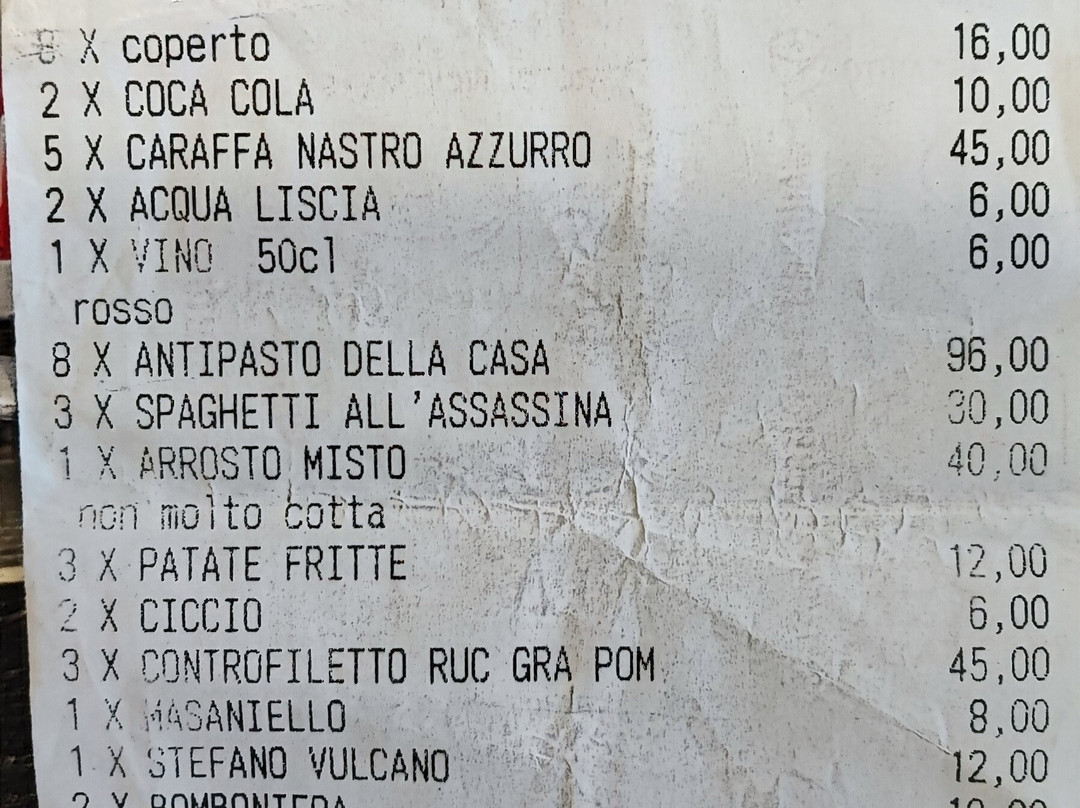 8 X coperto 16,00
2 X COCA COLA 10,00
5 X CARAFFA NASTRO AZZURRO 45,00
2 X ACQUA LISCIA 6,00
1 X VINO 50cl 6,00
rosso
8 X ANTIPASTO DELLA CASA 96,00
3 X SPAGHETTI ALL'ASSASSINA 30,00
1 X ARROSTO MISTO 40,00
non molto cotta
3 X PATATE FRITTE 12,00
2 X CICCIO 6,00
3 X CONTROFILETTO RUC GRA POM 45,00
1 X MASANIELLO 8,00
1 X STEFANO VULCANO 12,00
2 X BOMBONIERA